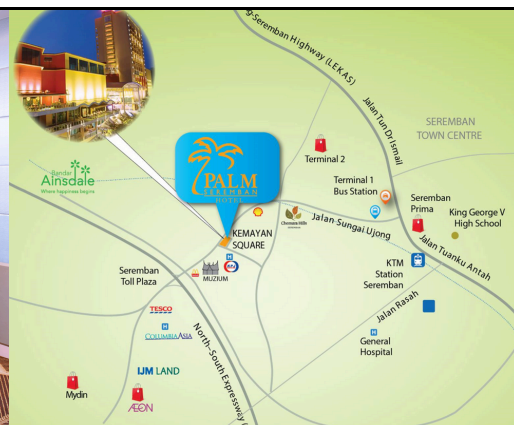 g-Seremban Highway (LEKAS)
Jalan Tun Dr Ismail
SEREMBAN
TOWN CENTRE
Terminal 2
Bandar
Ainsdale
Where happiness begins
PALM
SEREMBAN
HOTEL
Terminal 1
Bus Station
Seremban
Prima
King George V
High School
Chemara Hills
Jalan Sungai Ujong
KEMAYAN
SQUARE
Jalan Tuanku Antah
KTM
Station
Seremban
Seremban
Toll Plaza
H
MUZIUM
Jalan Rasah
TESCO
H
COLUMBIA ASIA
North-South Expressway (
H
General
Hospital
IJM LAND
Mydin
AEON